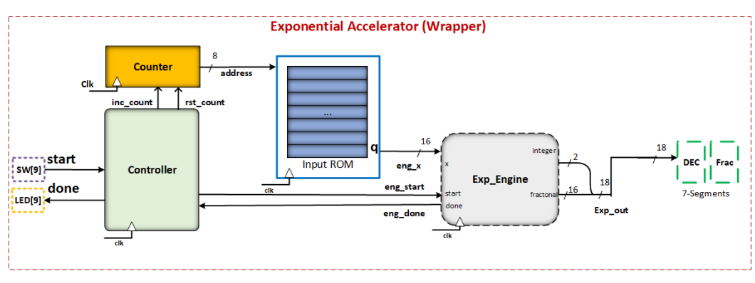 Exponential Accelerator (Wrapper)
Counter
Clk
8
address
inc_count
rst_count
...
q
Input ROM
clk
16
eng_x
SW[9]
start
LED[9]
done
Controller
clk
eng_start
eng_done
integer
x
Exp_Engine
start
fractional
done
clk
2
16
18
Exp_out
18
DEC
Frac
7-Segments